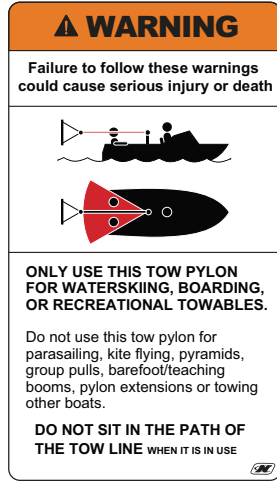 WARNING
Failure to follow these warnings
could cause serious injury or death
ONLY USE THIS TOW PYLON
FOR WATERSKIING, BOARDING,
OR RECREATIONAL TOWABLES.
Do not use this tow pylon for
parasailing, kite flying, pyramids,
group pulls, barefoot/teaching
booms, pylon extensions or towing
other boats.
DO NOT SIT IN THE PATH OF
THE TOW LINE WHEN IT IS IN USE